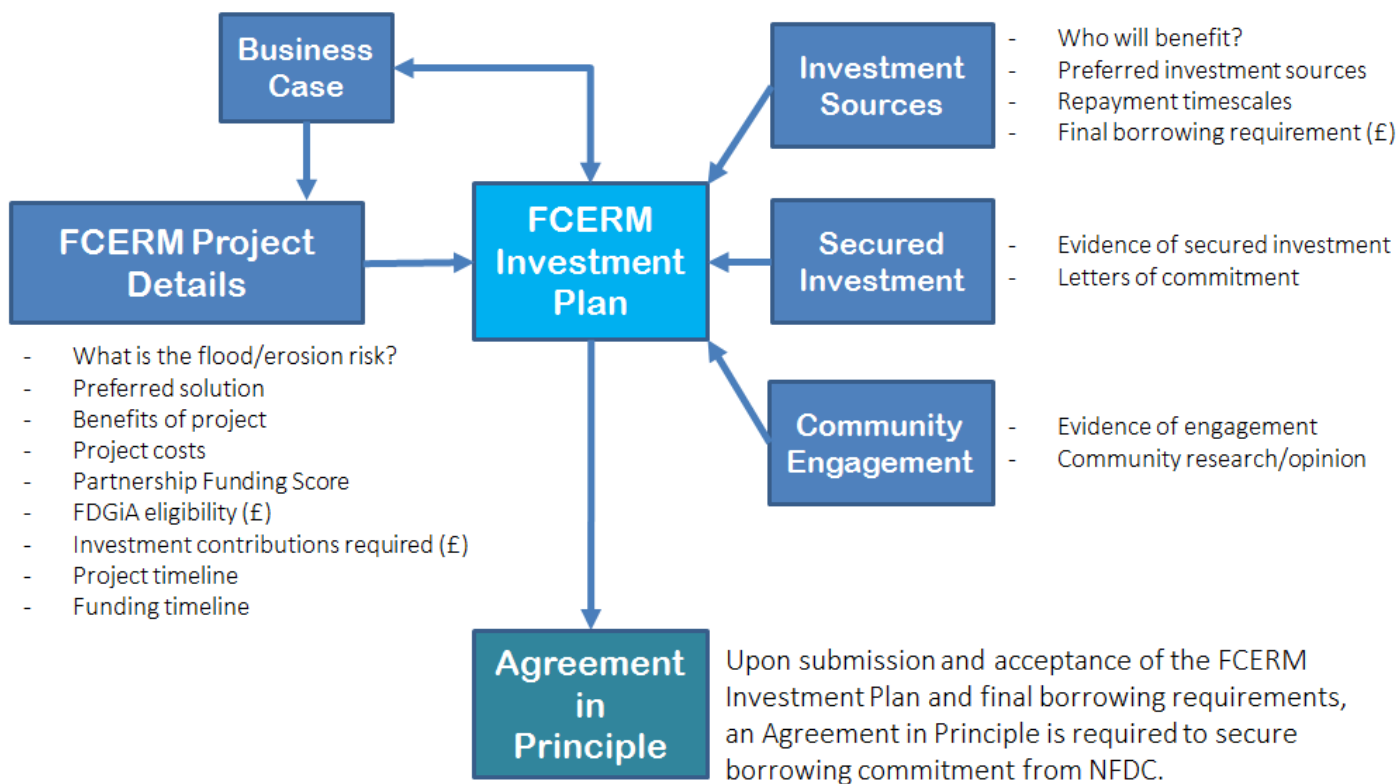 Business
Case
Investment
Sources
- Who will benefit?
- Preferred investment sources
- Repayment timescales
- Final borrowing requirement (£)
FCERM Project
Details
FCERM
Investment
Plan
Secured
Investment
- Evidence of secured investment
- Letters of commitment
- What is the flood/erosion risk?
- Preferred solution
- Benefits of project
- Project costs
- Partnership Funding Score
- FDGiA eligibility (£)
- Investment contributions required (£)
- Project timeline
- Funding timeline
Community
Engagement
- Evidence of engagement
- Community research/opinion
Agreement
in
Principle
Upon submission and acceptance of the FCERM
Investment Plan and final borrowing requirements,
an Agreement in Principle is required to secure
borrowing commitment from NFDC.